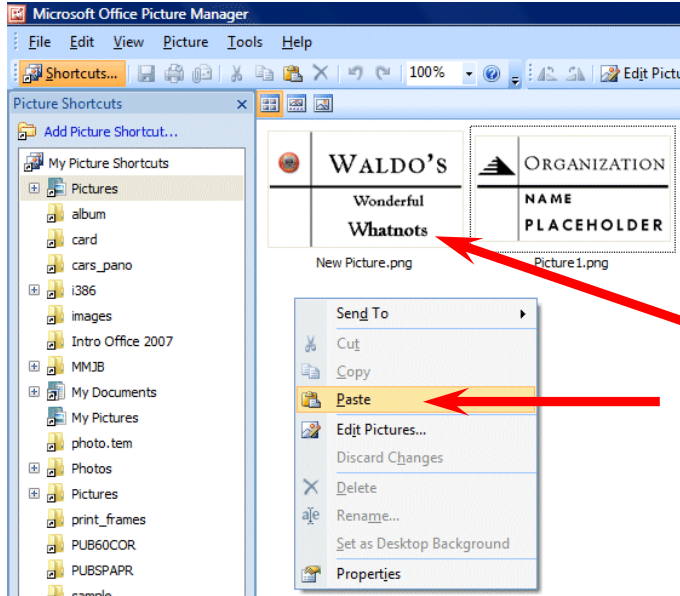 Microsoft Office Picture Manager
File Edit View Picture Tools Help
Shortcuts... 100% Edit Pictu
Picture Shortcuts
Add Picture Shortcut...
My Picture Shortcuts
Pictures
album
card
cars_pano
i386
images
Intro Office 2007
MMJB
My Documents
My Pictures
photo.tem
Photos
Pictures
print_frames
PUB60COR
PUBSPAPR
sample
WALDO'S
Wonderful
Whatnots
New Picture.png
ORGANIZATION
NAME
PLACEHOLDER
Picture1.png
Send To
Cut
Copy
Paste
Edit Pictures...
Discard Changes
Delete
Rename...
Set as Desktop Background
Properties